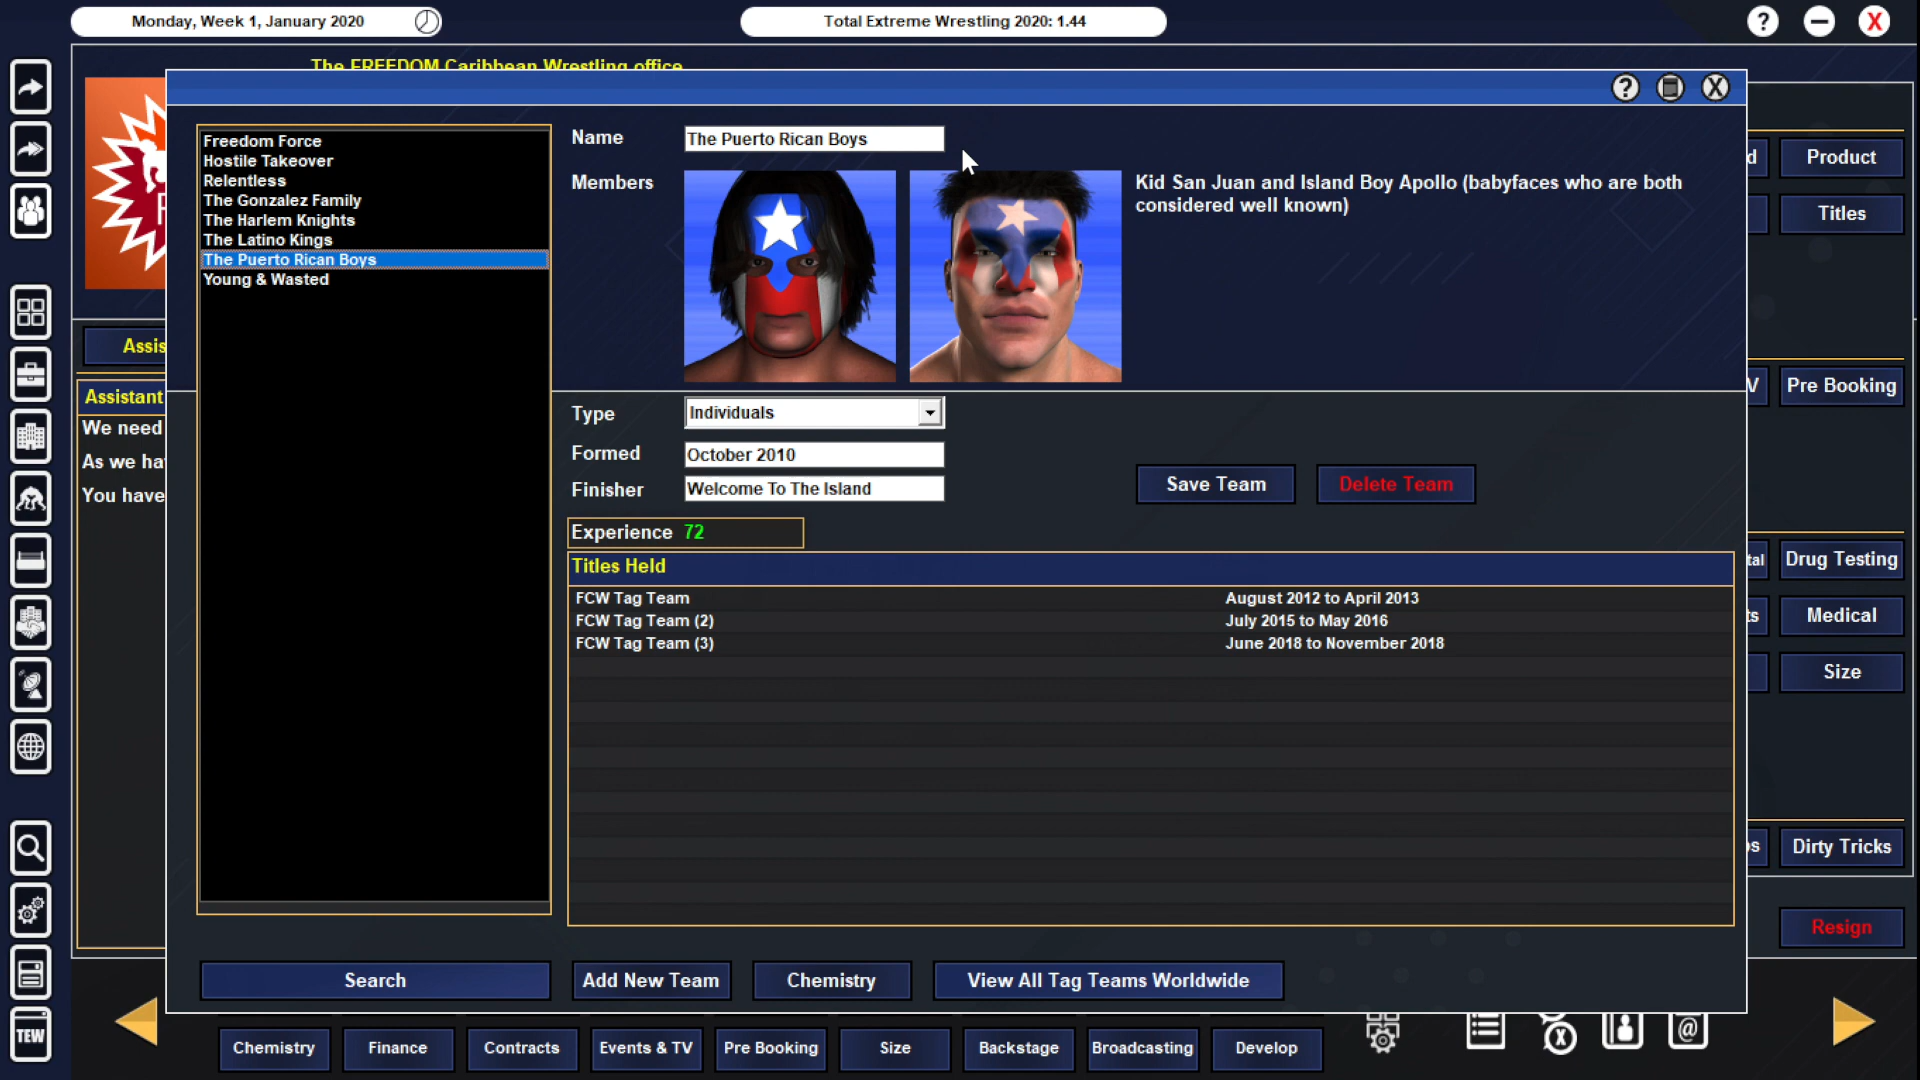 Monday, Week 1, January 2020
Total Extreme Wrestling 2020: 1.44
?
X
The FREEDOM Caribbean Wrestling office
? X
Freedom Force
Hostile Takeover
Relentless
The Gonzalez Family
The Harlem Knights
The Latino Kings
The Puerto Rican Boys
Young & Wasted
Name
The Puerto Rican Boys
Members
Kid San Juan and Island Boy Apollo (babyfaces who are both
considered well known)
Type
Individuals
Formed
October 2010
Finisher
Welcome To The Island
Save Team
Delete Team
Experience 72
Titles Held
FCW Tag Team August 2012 to April 2013
FCW Tag Team (2) July 2015 to May 2016
FCW Tag Team (3) June 2018 to November 2018
Search
Add New Team
Chemistry
View All Tag Teams Worldwide
Assis
Assistant
We need
As we ha
You have
d
Product
Titles
V
Pre Booking
tal
Drug Testing
ts
Medical
Size
os
Dirty Tricks
Resign
TEW
Chemistry
Finance
Contracts
Events & TV
Pre Booking
Size
Backstage
Broadcasting
Develop
X
@